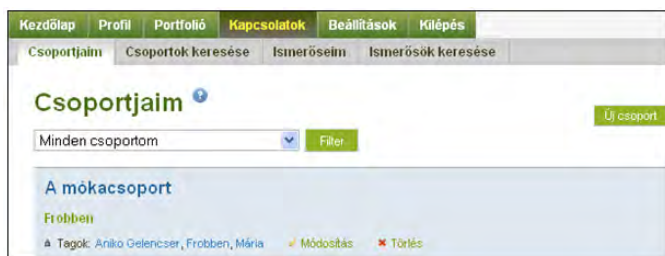 Kezdőlap Profil Portfolió Kapcsolatok Beállítások Kilépés
Csoportjaim Csoportok keresése Ismerőseim Ismerősök keresése
Csoportjaim ?
Új csoport
Minden csoportom Filter
A mókacsoport
Frobben
Tagok: Aniko Gelencser, Frobben, Mária Módosítás Törlés